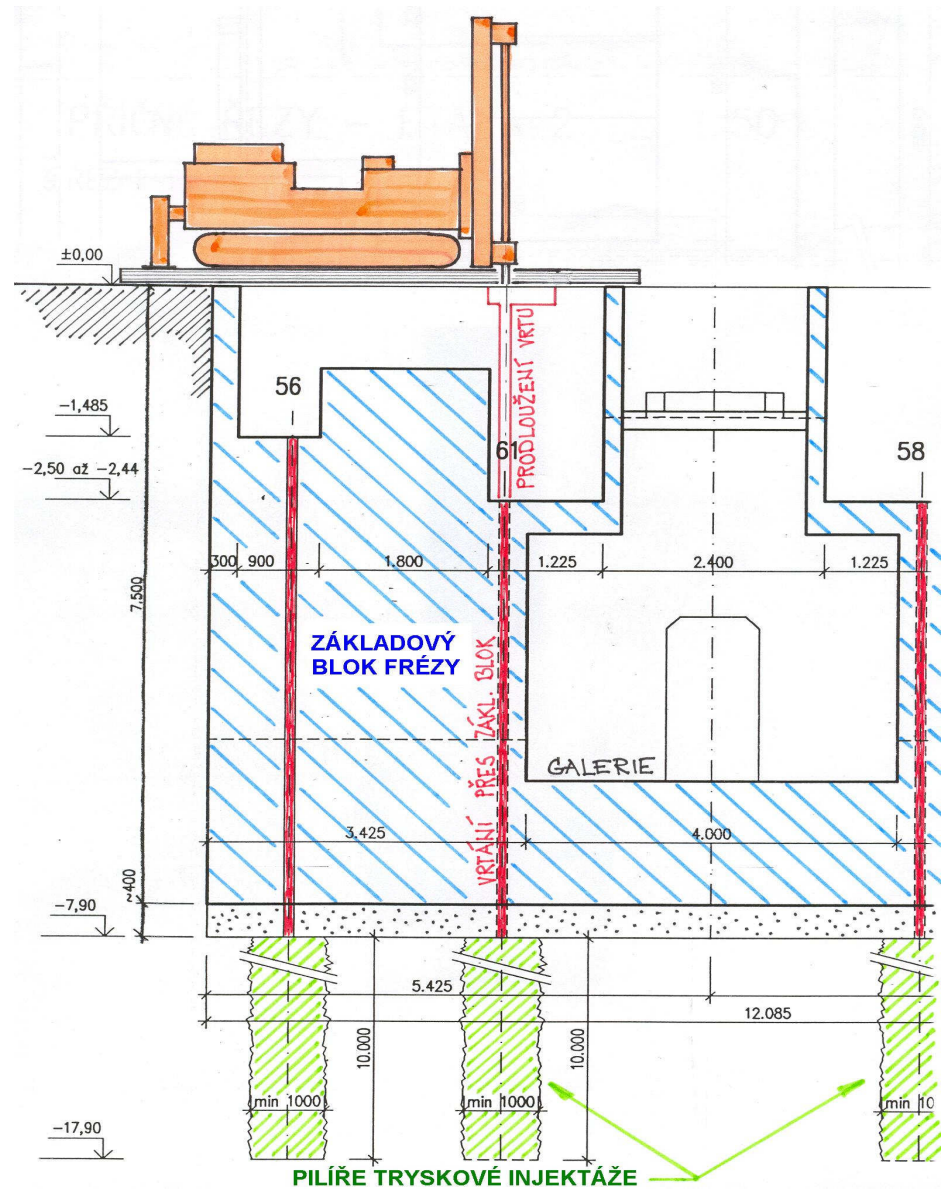 ±0,00
PRODLOUŽENÍ VRTU
56
−1,485
61
58
−2,50 až −2,44
300
900
1.800
1.225
2.400
1.225
7.500
ZÁKLADOVÝ
BLOK FRÉZY
VRTÁNÍ PŘES ZÁKL. BLOK
GALERIE
3.425
4.000
~400
−7,90
5.425
12.085
10.000
10.000
min 1000
min 1000
min 10
−17,90
PILÍŘE TRYSKOVÉ INJEKTÁŽE